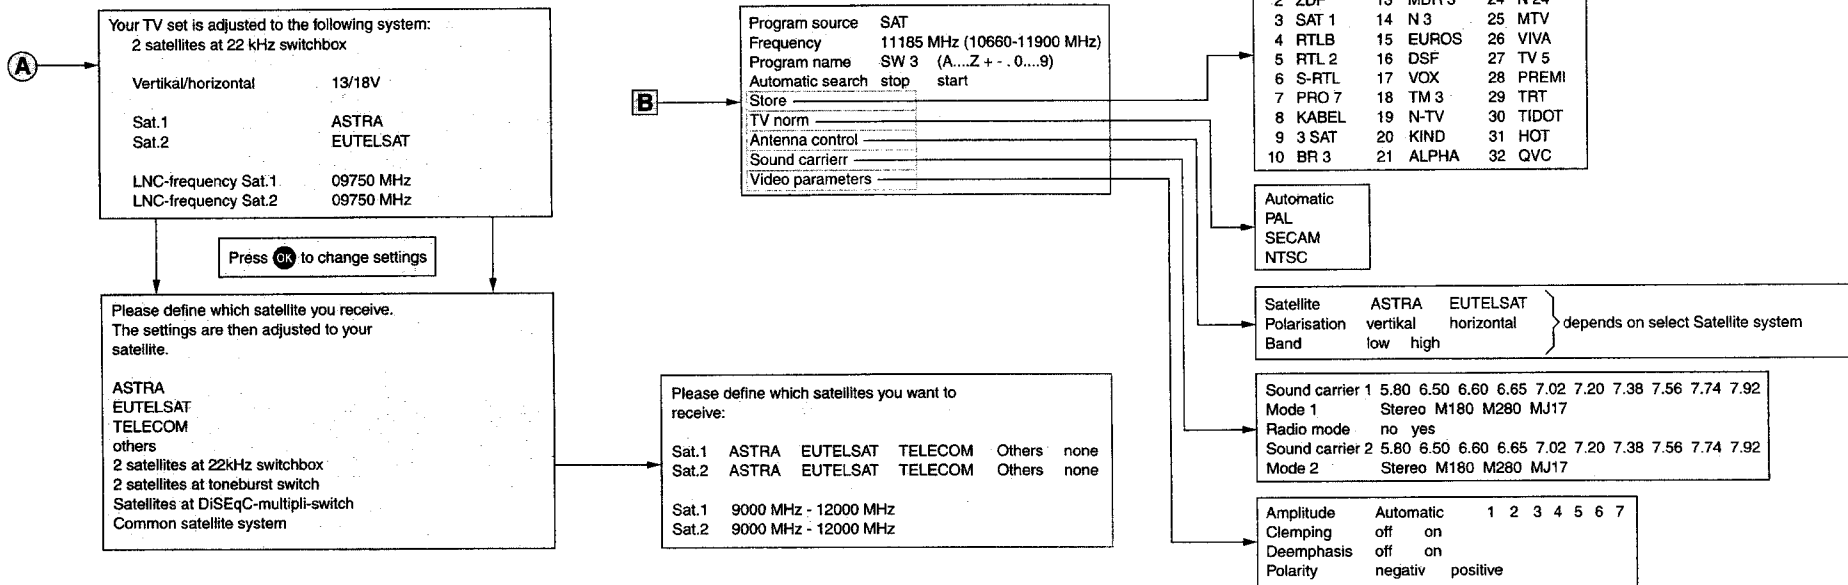 A
Your TV set is adjusted to the following system:
2 satellites at 22 kHz switchbox
Vertikal/horizontal 13/18V
Sat.1 ASTRA
Sat.2 EUTELSAT
LNC-frequency Sat.1 09750 MHz
LNC-frequency Sat.2 09750 MHz
Press OK to change settings
Please define which satellite you receive.
The settings are then adjusted to your
satellite.
ASTRA
EUTELSAT
TELECOM
others
2 satellites at 22kHz switchbox
2 satellites at toneburst switch
Satellites at DiSEqC-multipli-switch
Common satellite system
Please define which satellites you want to
receive:
Sat.1 ASTRA EUTELSAT TELECOM Others none
Sat.2 ASTRA EUTELSAT TELECOM Others none
Sat.1 9000 MHz - 12000 MHz
Sat.2 9000 MHz - 12000 MHz
B
Program source SAT
Frequency 11185 MHz (10660-11900 MHz)
Program name SW 3 (A....Z + - . 0....9)
Automatic search stop start
Store
TV norm
Antenna control
Sound carrierr
Video parameters
2 ZDF 13 MDR 3 24 N 24
3 SAT 1 14 N 3 25 MTV
4 RTLB 15 EUROS 26 VIVA
5 RTL 2 16 DSF 27 TV 5
6 S-RTL 17 VOX 28 PREMI
7 PRO 7 18 TM 3 29 TRT
8 KABEL 19 N-TV 30 TIDOT
9 3 SAT 20 KIND 31 HOT
10 BR 3 21 ALPHA 32 QVC
Automatic
PAL
SECAM
NTSC
Satellite ASTRA EUTELSAT
Polarisation vertikal horizontal depends on select Satellite system
Band low high
Sound carrier 1 5.80 6.50 6.60 6.65 7.02 7.20 7.38 7.56 7.74 7.92
Mode 1 Stereo M180 M280 MJ17
Radio mode no yes
Sound carrier 2 5.80 6.50 6.60 6.65 7.02 7.20 7.38 7.56 7.74 7.92
Mode 2 Stereo M180 M280 MJ17
Amplitude Automatic 1 2 3 4 5 6 7
Clemping off on
Deemphasis off on
Polarity negativ positive